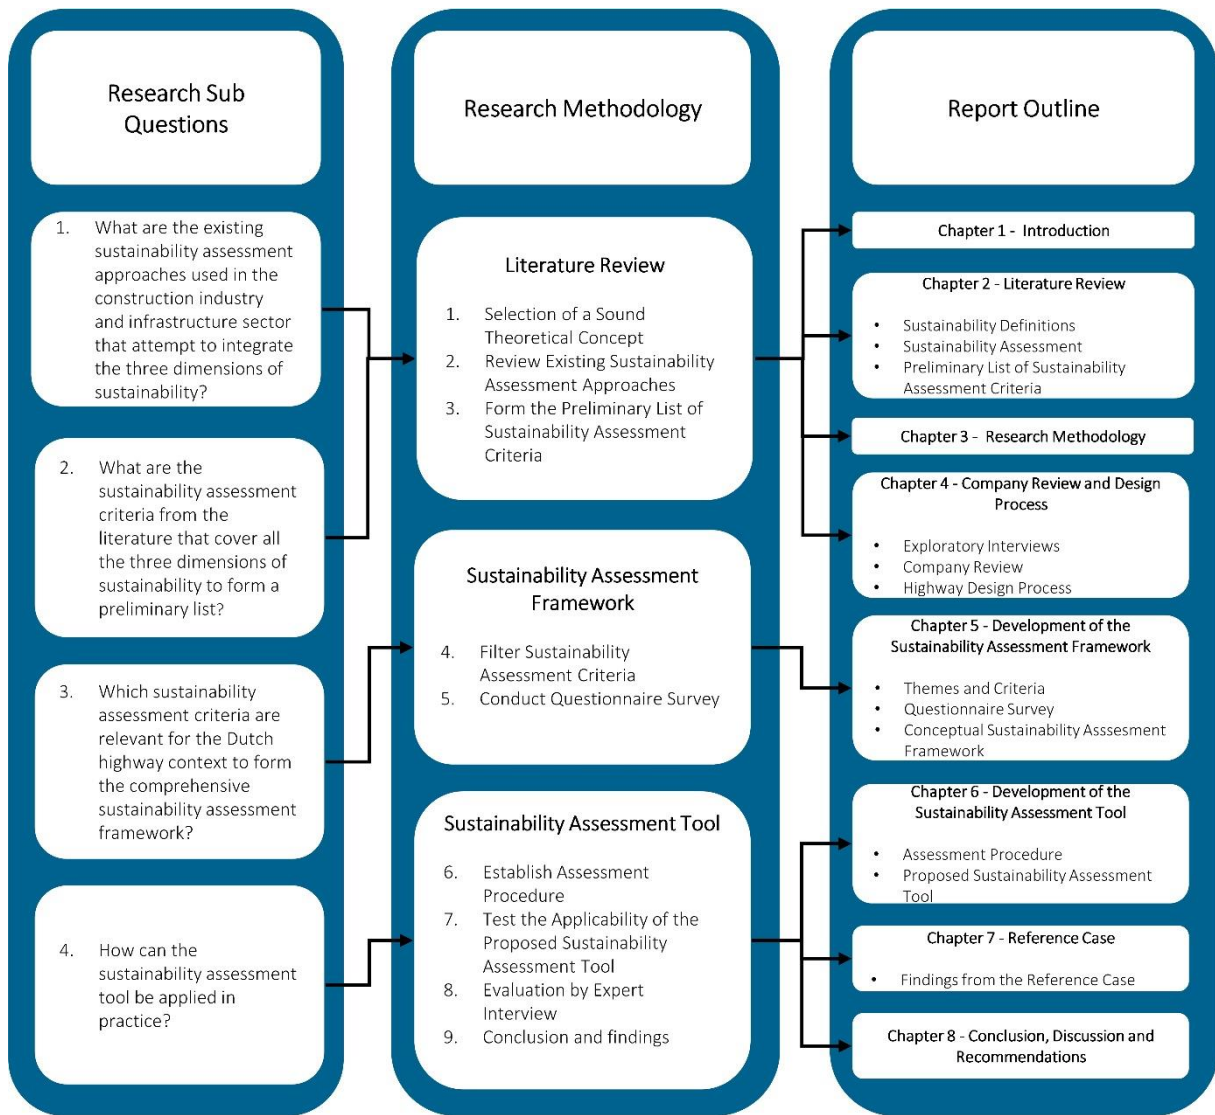 Research Sub
Questions
1. What are the existing
sustainability assessment
approaches used in the
construction industry
and infrastructure sector
that attempt to integrate
the three dimensions of
sustainability?
2. What are the
sustainability assessment
criteria from the
literature that cover all
the three dimensions of
sustainability to form a
preliminary list?
3. Which sustainability
assessment criteria are
relevant for the Dutch
highway context to form
the comprehensive
sustainability assessment
framework?
4. How can the
sustainability assessment
tool be applied in
practice?
Research Methodology
Literature Review
1. Selection of a Sound
Theoretical Concept
2. Review Existing Sustainability
Assessment Approaches
3. Form the Preliminary List of
Sustainability Assessment
Criteria
Sustainability Assessment
Framework
4. Filter Sustainability
Assessment Criteria
5. Conduct Questionnaire Survey
Sustainability Assessment Tool
6. Establish Assessment
Procedure
7. Test the Applicability of the
Proposed Sustainability
Assessment Tool
8. Evaluation by Expert
Interview
9. Conclusion and findings
Report Outline
Chapter 1 - Introduction
Chapter 2 - Literature Review
• Sustainability Definitions
• Sustainability Assessment
• Preliminary List of Sustainability
Assessment Criteria
Chapter 3 - Research Methodology
Chapter 4 - Company Review and Design
Process
• Exploratory Interviews
• Company Review
• Highway Design Process
Chapter 5 - Development of the
Sustainability Assessment Framework
• Themes and Criteria
• Questionnaire Survey
• Conceptual Sustainability Asssesment
Framework
Chapter 6 - Development of the
Sustainability Assessment Tool
• Assessment Procedure
• Proposed Sustainability Assessment
Tool
Chapter 7 - Reference Case
• Findings from the Reference Case
Chapter 8 - Conclusion, Discussion and
Recommendations